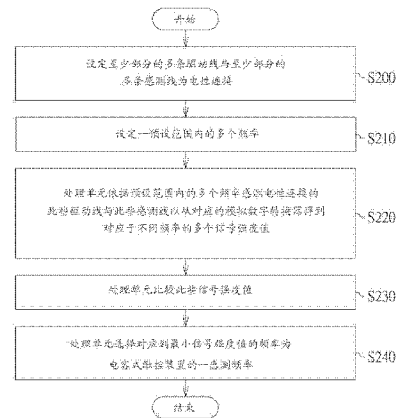 开始
设定至少部分的多条驱动线与至少部分的
多条感测线为电性连接
S200
设定一预设范围内的多个频率
S210
处理单元依据预设范围内的多个频率感测电性连接的
此些驱动线与此些感测线以从对应的模拟数字转换器得到
对应于不同频率的多个信号强度值
S220
处理单元比较此些信号强度值
S230
处理单元选择对应到最小信号强度值的频率为
电容式触控装置的一感测频率
S240
结束